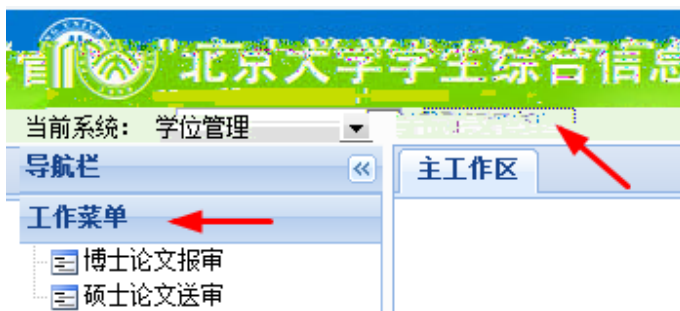 北京大学学生综合信息
当前系统： 学位管理
导航栏
主工作区
工作菜单
博士论文报审
硕士论文送审